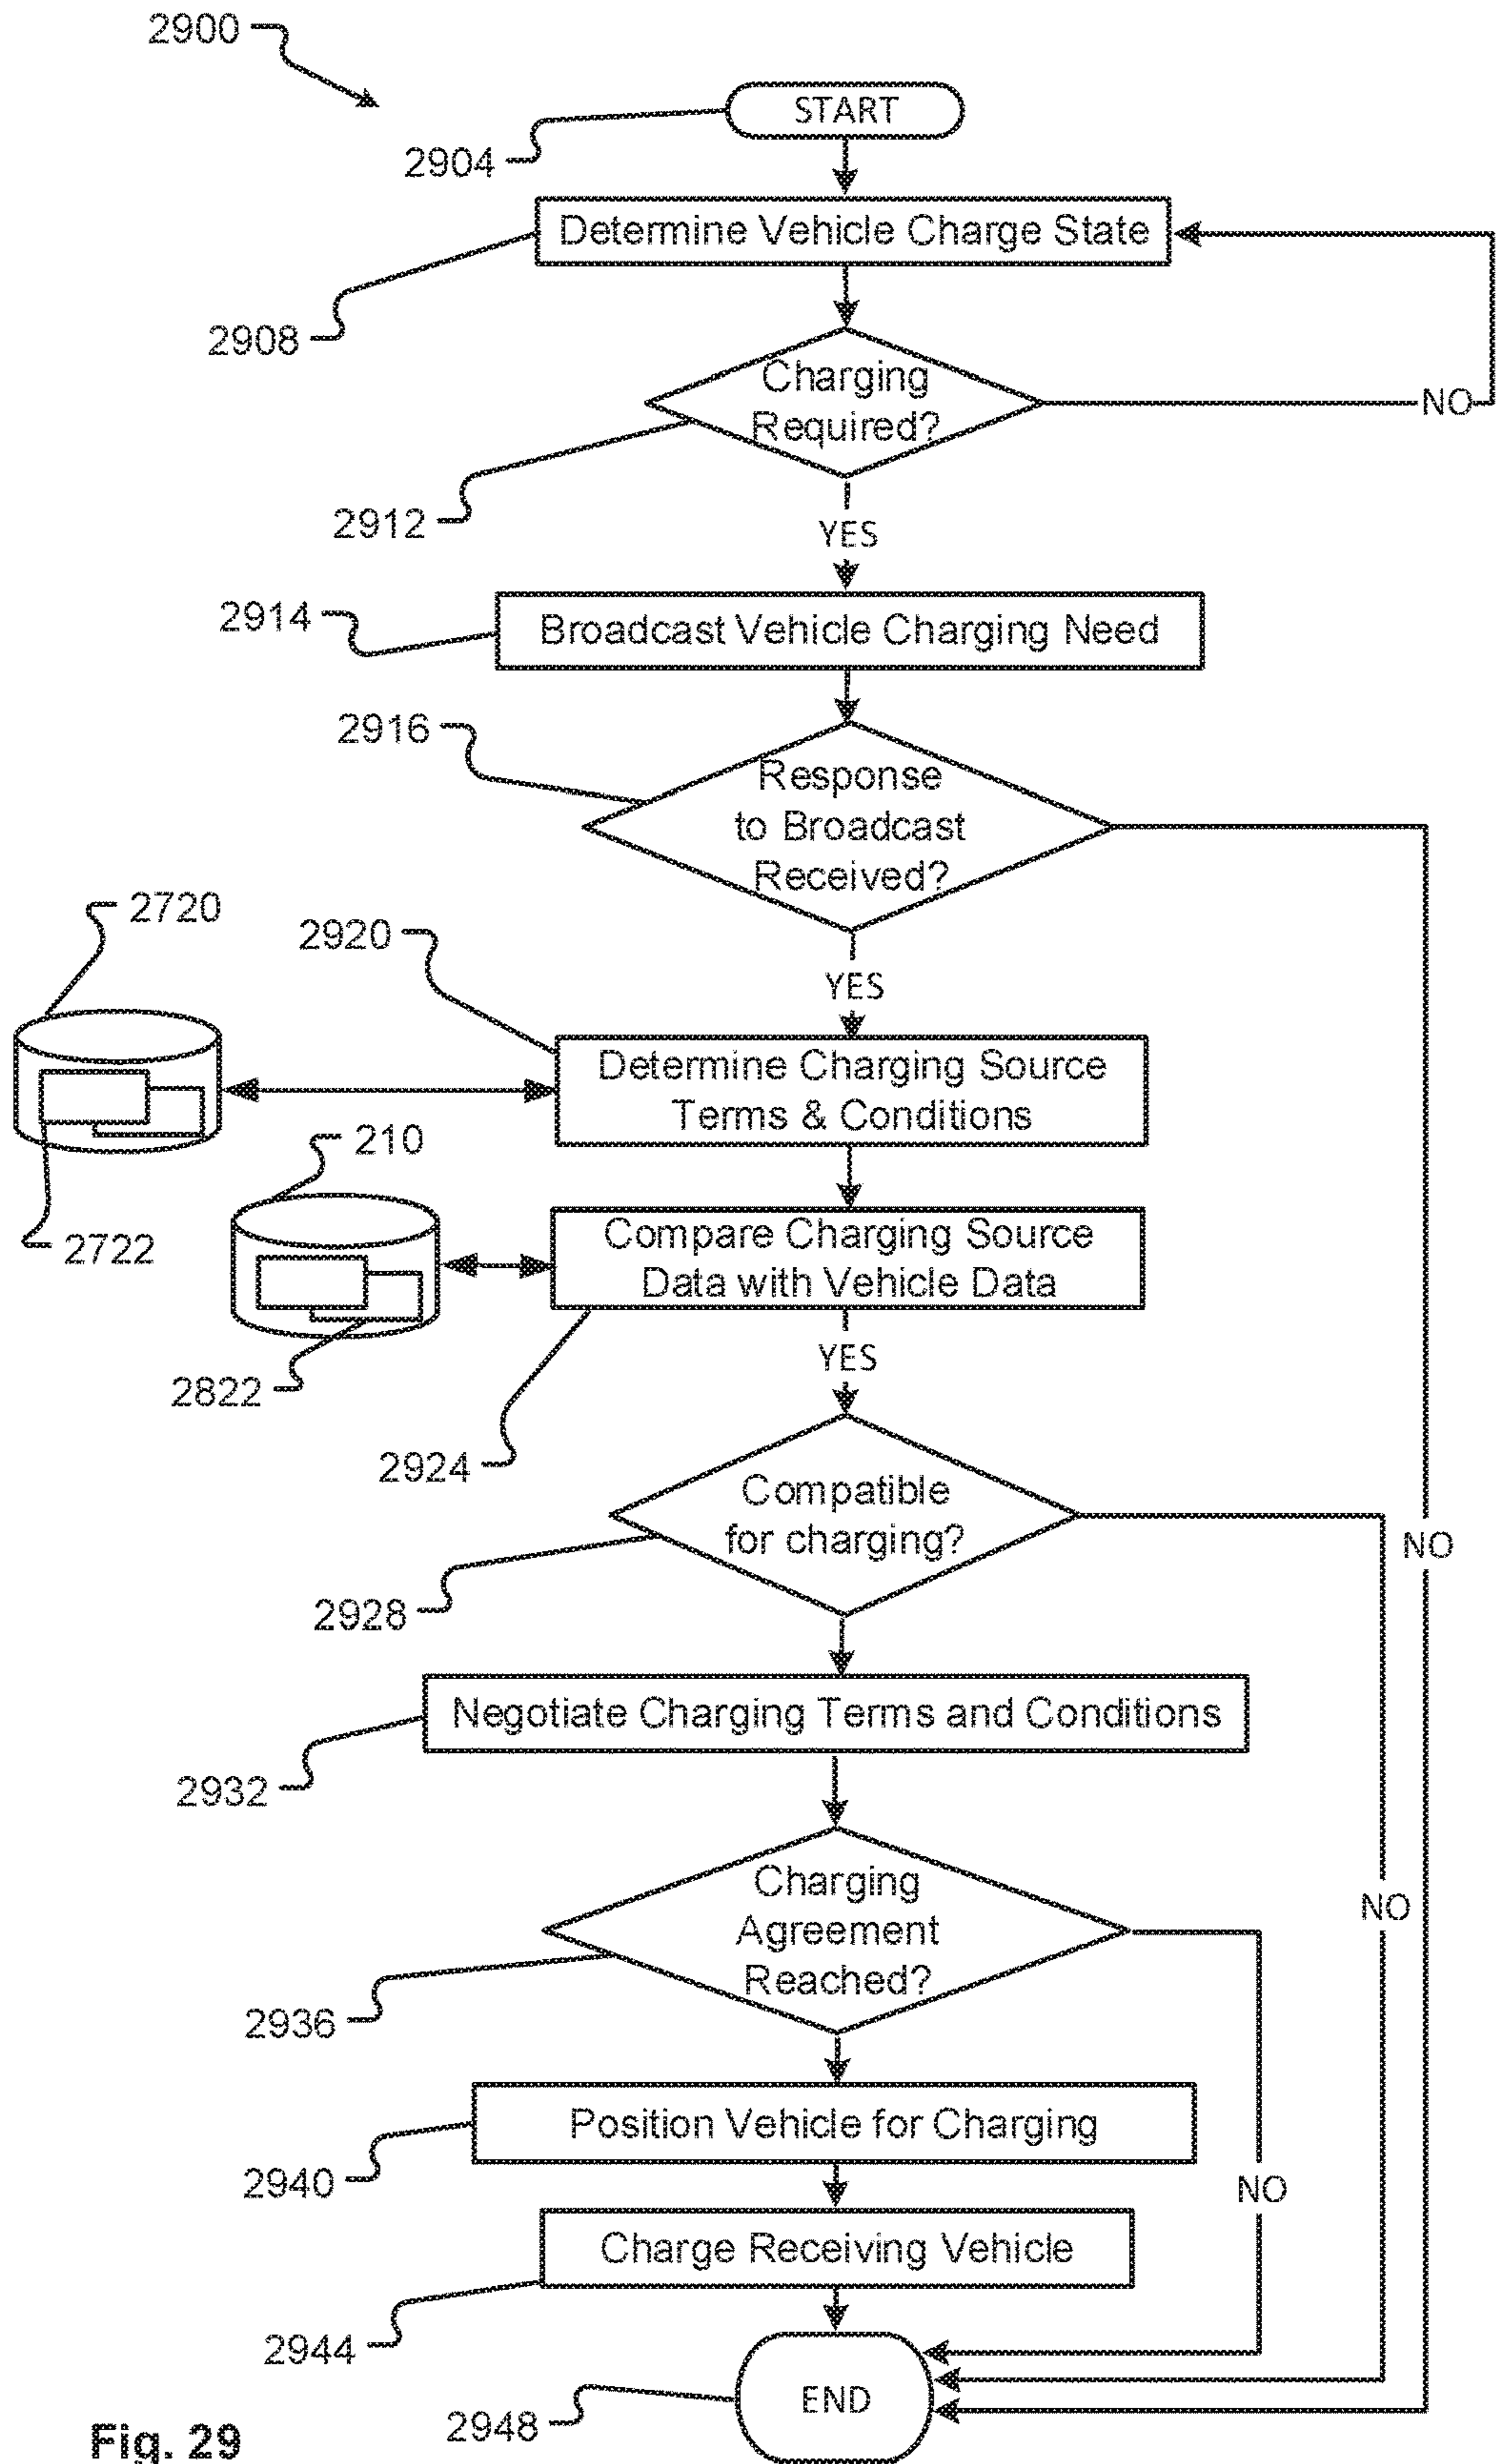 2900
START
2904
Determine Vehicle Charge State
2908
Charging
Required?
NO
2912
YES
2914
Broadcast Vehicle Charging Need
2916
Response
to Broadcast
Received?
2720
2920
YES
Determine Charging Source
Terms & Conditions
210
2722
Compare Charging Source
Data with Vehicle Data
YES
2822
2924
Compatible
for charging?
NO
2928
Negotiate Charging Terms and Conditions
2932
Charging
Agreement
Reached?
NO
2936
Position Vehicle for Charging
2940
NO
Charge Receiving Vehicle
2944
END
2948
Fig. 29